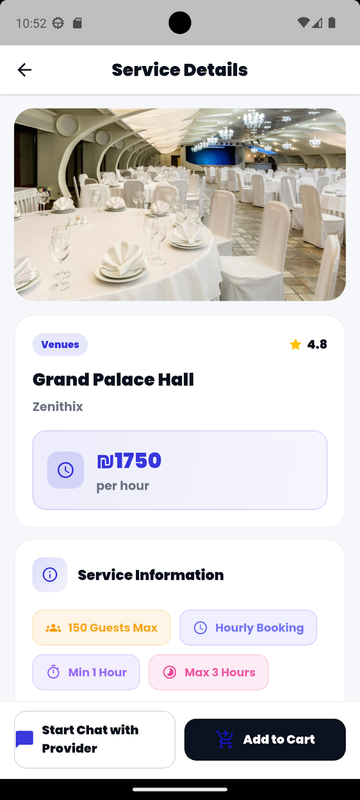 10:52
Service Details
Venues
4.8
Grand Palace Hall
Zenithix
₪1750
per hour
Service Information
150 Guests Max
Hourly Booking
Min 1 Hour
Max 3 Hours
Start Chat with
Provider
Add to Cart